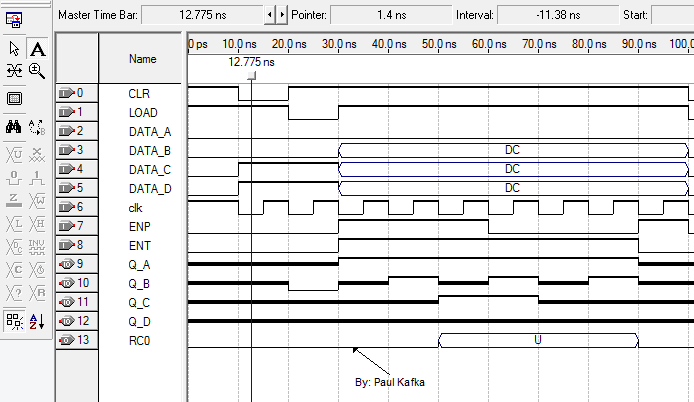 Master Time Bar: 12.775 ns Pointer: 1.4 ns Interval: -11.38 ns Start:
A
Name
0 ps 10.0 ns 20.0 ns 30.0 ns 40.0 ns 50.0 ns 60.0 ns 70.0 ns 80.0 ns 90.0 ns 100.0
12.775 ns
0 CLR
1 LOAD
2 DATA_A
3 DATA_B DC
4 DATA_C DC
5 DATA_D DC
6 clk
7 ENP
8 ENT
9 Q_A
10 Q_B
11 Q_C
12 Q_D
13 RC0 U
By: Paul Kafka